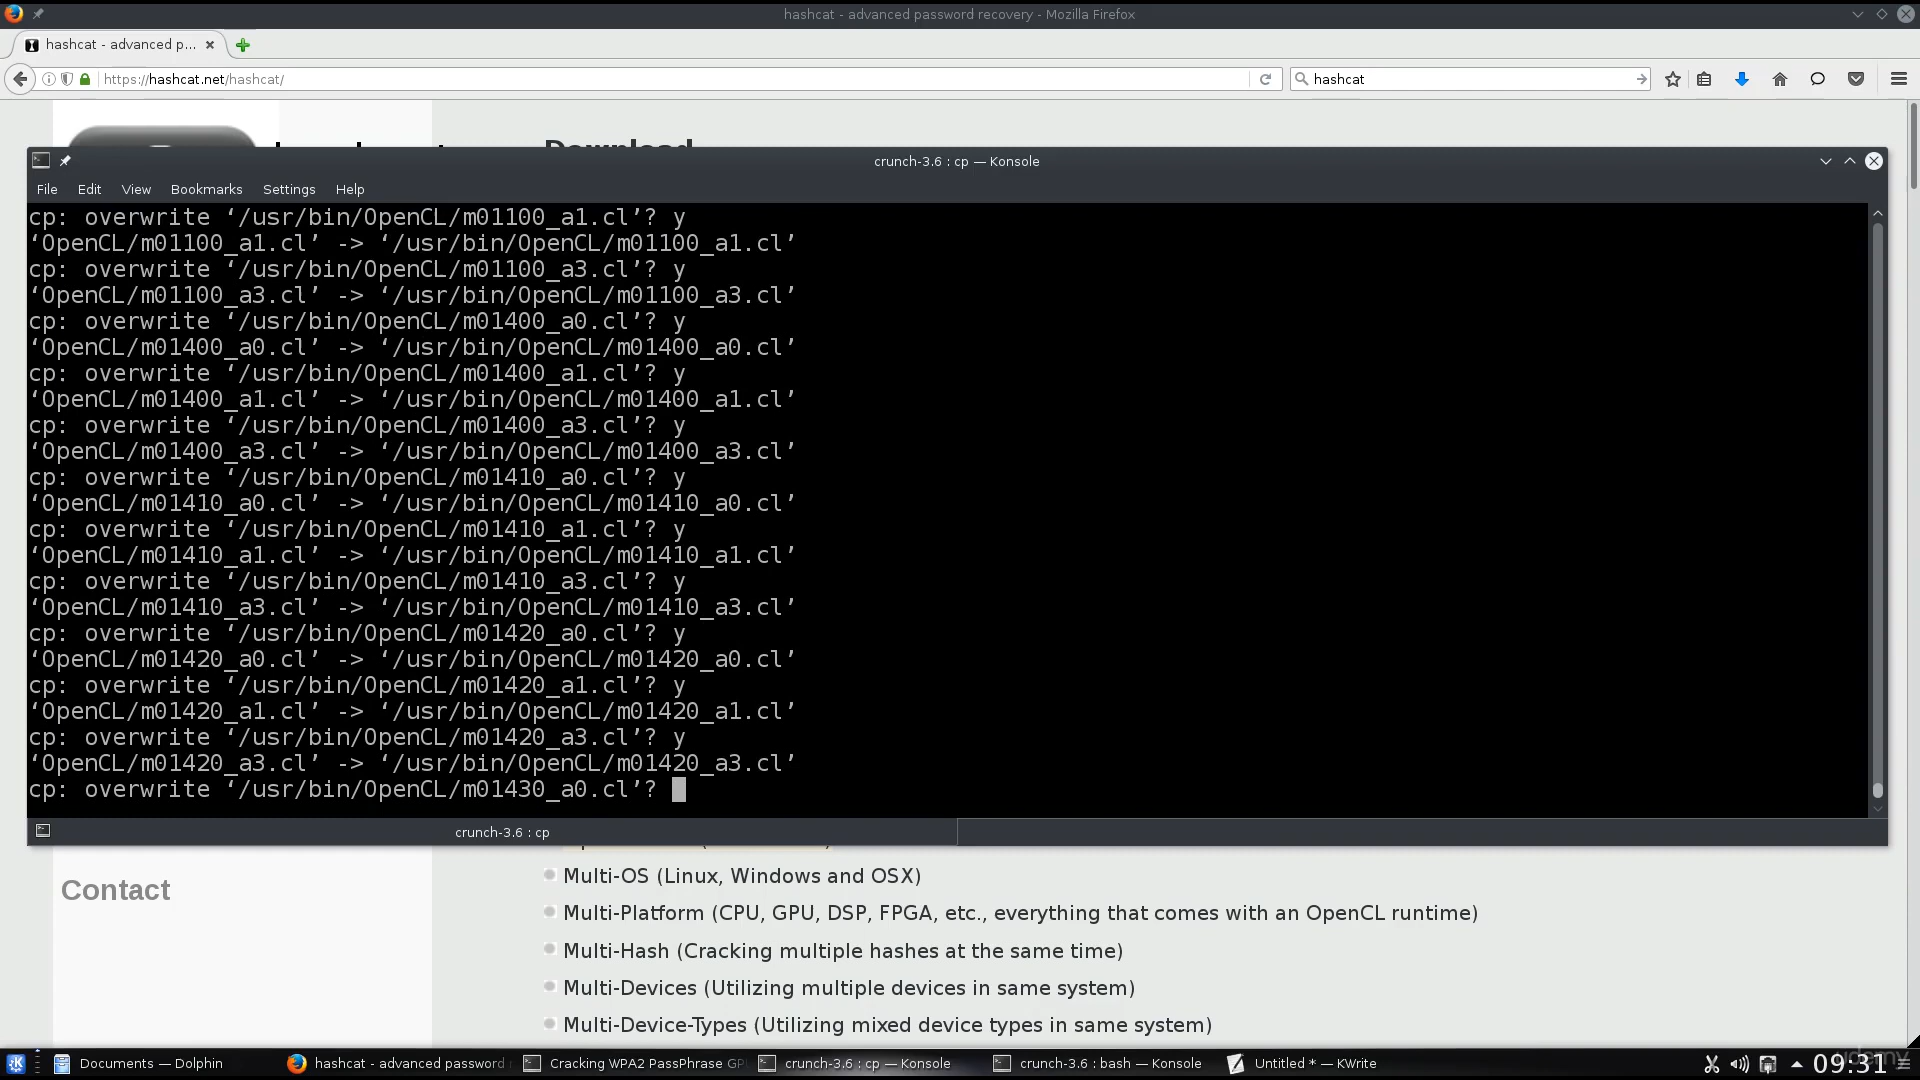 hashcat - advanced password recovery - Mozilla Firefox
hashcat - advanced p...
https://hashcat.net/hashcat/
hashcat
Download
crunch-3.6 : cp — Konsole
File Edit View Bookmarks Settings Help
cp: overwrite ‘/usr/bin/OpenCL/m01100_a1.cl’? y
‘OpenCL/m01100_a1.cl’ -> ‘/usr/bin/OpenCL/m01100_a1.cl’
cp: overwrite ‘/usr/bin/OpenCL/m01100_a3.cl’? y
‘OpenCL/m01100_a3.cl’ -> ‘/usr/bin/OpenCL/m01100_a3.cl’
cp: overwrite ‘/usr/bin/OpenCL/m01400_a0.cl’? y
‘OpenCL/m01400_a0.cl’ -> ‘/usr/bin/OpenCL/m01400_a0.cl’
cp: overwrite ‘/usr/bin/OpenCL/m01400_a1.cl’? y
‘OpenCL/m01400_a1.cl’ -> ‘/usr/bin/OpenCL/m01400_a1.cl’
cp: overwrite ‘/usr/bin/OpenCL/m01400_a3.cl’? y
‘OpenCL/m01400_a3.cl’ -> ‘/usr/bin/OpenCL/m01400_a3.cl’
cp: overwrite ‘/usr/bin/OpenCL/m01410_a0.cl’? y
‘OpenCL/m01410_a0.cl’ -> ‘/usr/bin/OpenCL/m01410_a0.cl’
cp: overwrite ‘/usr/bin/OpenCL/m01410_a1.cl’? y
‘OpenCL/m01410_a1.cl’ -> ‘/usr/bin/OpenCL/m01410_a1.cl’
cp: overwrite ‘/usr/bin/OpenCL/m01410_a3.cl’? y
‘OpenCL/m01410_a3.cl’ -> ‘/usr/bin/OpenCL/m01410_a3.cl’
cp: overwrite ‘/usr/bin/OpenCL/m01420_a0.cl’? y
‘OpenCL/m01420_a0.cl’ -> ‘/usr/bin/OpenCL/m01420_a0.cl’
cp: overwrite ‘/usr/bin/OpenCL/m01420_a1.cl’? y
‘OpenCL/m01420_a1.cl’ -> ‘/usr/bin/OpenCL/m01420_a1.cl’
cp: overwrite ‘/usr/bin/OpenCL/m01420_a3.cl’? y
‘OpenCL/m01420_a3.cl’ -> ‘/usr/bin/OpenCL/m01420_a3.cl’
cp: overwrite ‘/usr/bin/OpenCL/m01430_a0.cl’?
crunch-3.6 : cp
Contact
Multi-OS (Linux, Windows and OSX)
Multi-Platform (CPU, GPU, DSP, FPGA, etc., everything that comes with an OpenCL runtime)
Multi-Hash (Cracking multiple hashes at the same time)
Multi-Devices (Utilizing multiple devices in same system)
Multi-Device-Types (Utilizing mixed device types in same system)
Documents — Dolphin
hashcat - advanced password
Cracking WPA2 PassPhrase GP
crunch-3.6 : cp — Konsole
crunch-3.6 : bash — Konsole
Untitled * — KWrite
09:31
udemy